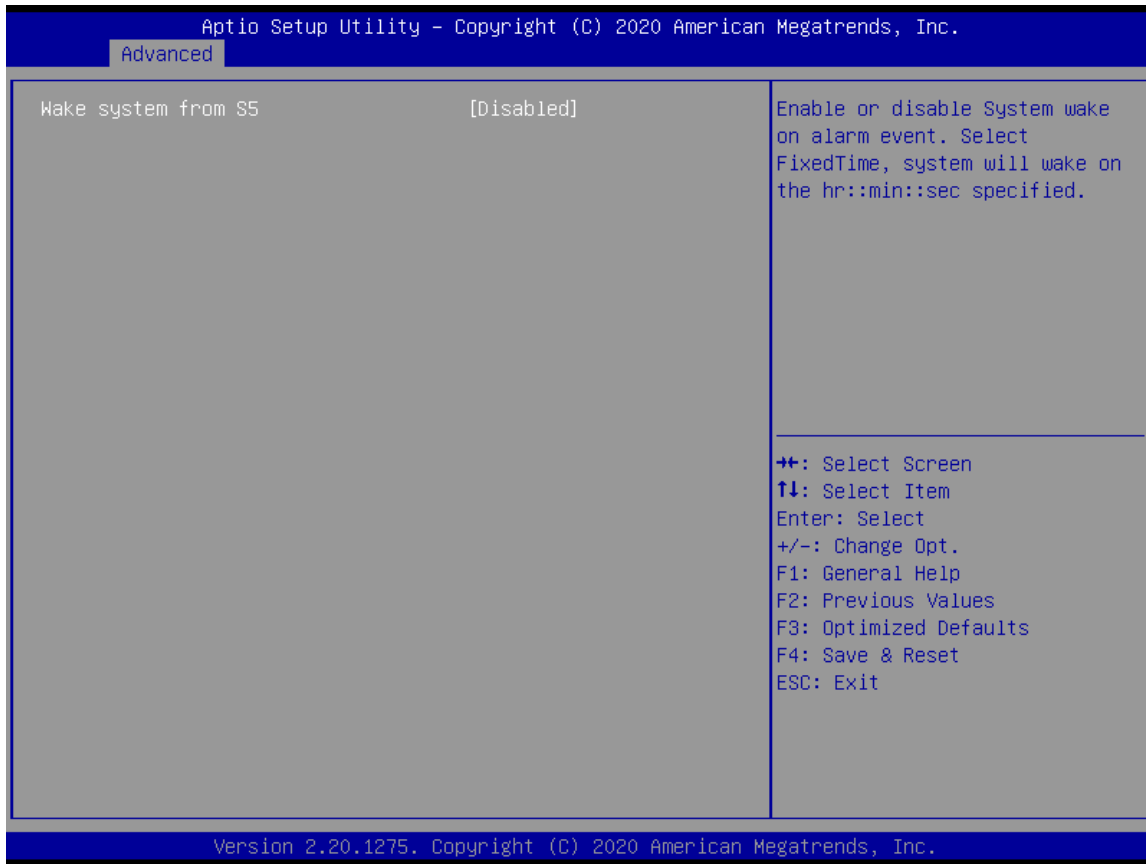 Aptio Setup Utility – Copyright (C) 2020 American Megatrends, Inc.
Advanced
Wake system from S5 [Disabled]
Enable or disable System wake
on alarm event. Select
FixedTime, system will wake on
the hr::min::sec specified.
→←: Select Screen
↑↓: Select Item
Enter: Select
+/-: Change Opt.
F1: General Help
F2: Previous Values
F3: Optimized Defaults
F4: Save & Reset
ESC: Exit
Version 2.20.1275. Copyright (C) 2020 American Megatrends, Inc.